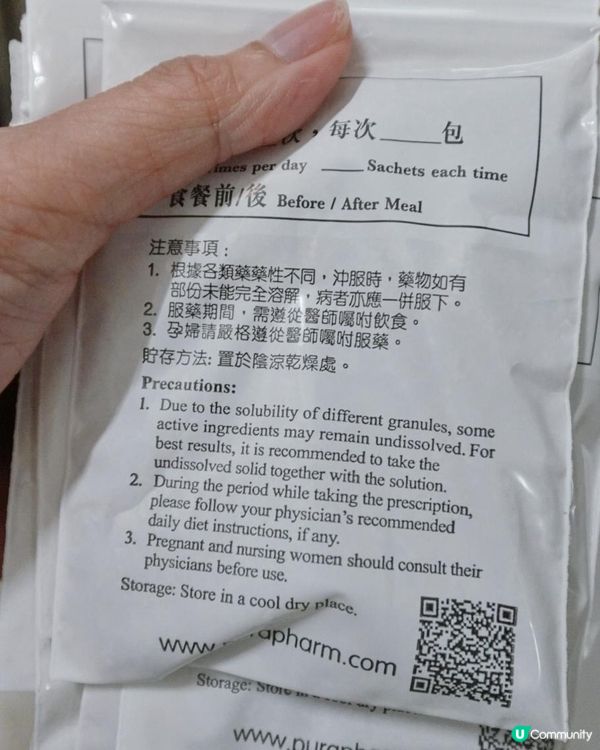 次，每次____包
times per day ____ Sachets each time
食餐前/後 Before / After Meal
注意事項：
1. 根據各類藥藥性不同，沖服時，藥物如有
部份未能完全溶解，病者亦應一併服下。
2. 服藥期間，需遵從醫師囑咐飲食。
3. 孕婦請嚴格遵從醫師囑咐服藥。
貯存方法: 置於陰涼乾燥處。
Precautions:
1. Due to the solubility of different granules, some
active ingredients may remain undissolved. For
best results, it is recommended to take the
undissolved solid together with the solution.
2. During the period while taking the prescription,
please follow your physician's recommended
daily diet instructions, if any.
3. Pregnant and nursing women should consult their
physicians before use.
Storage: Store in a cool dry place.
www.purapharm.com
Storage: Store in a cool dry
www.puraph
U Community